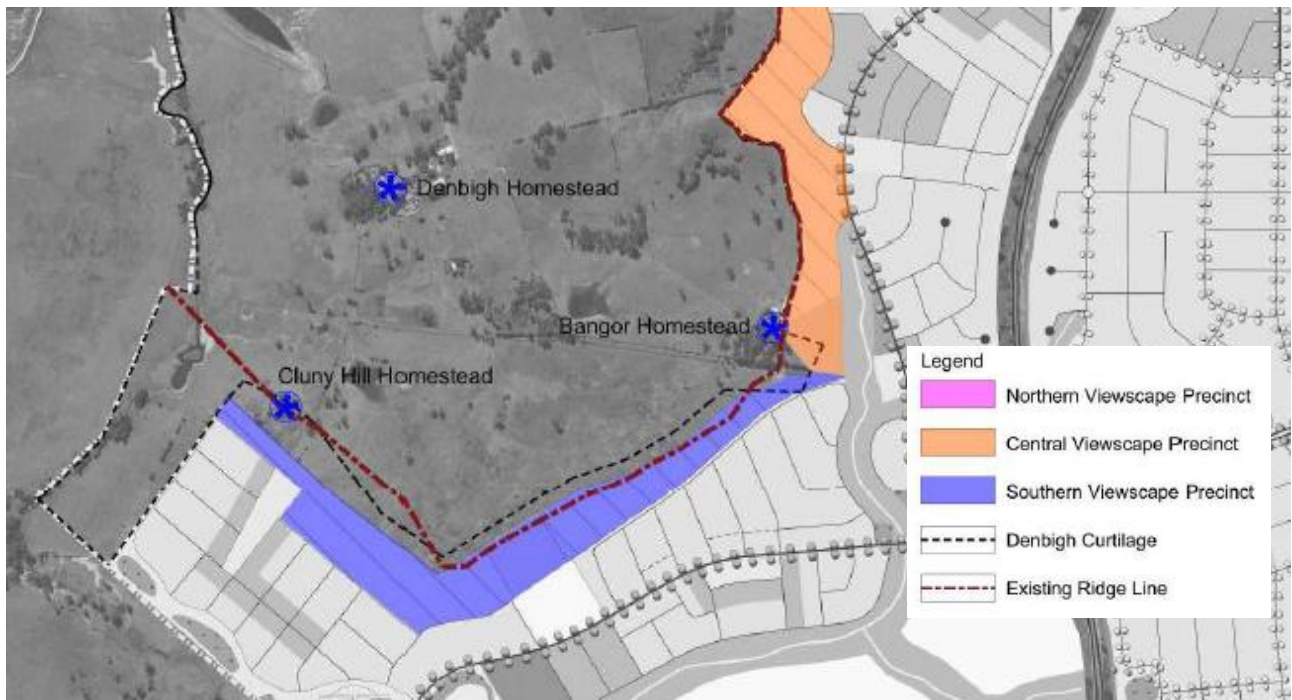 Denbigh Homestead
Bangor Homestead
Cluny Hill Homestead
Legend
Northern Viewscape Precinct
Central Viewscape Precinct
Southern Viewscape Precinct
Denbigh Curtilage
Existing Ridge Line